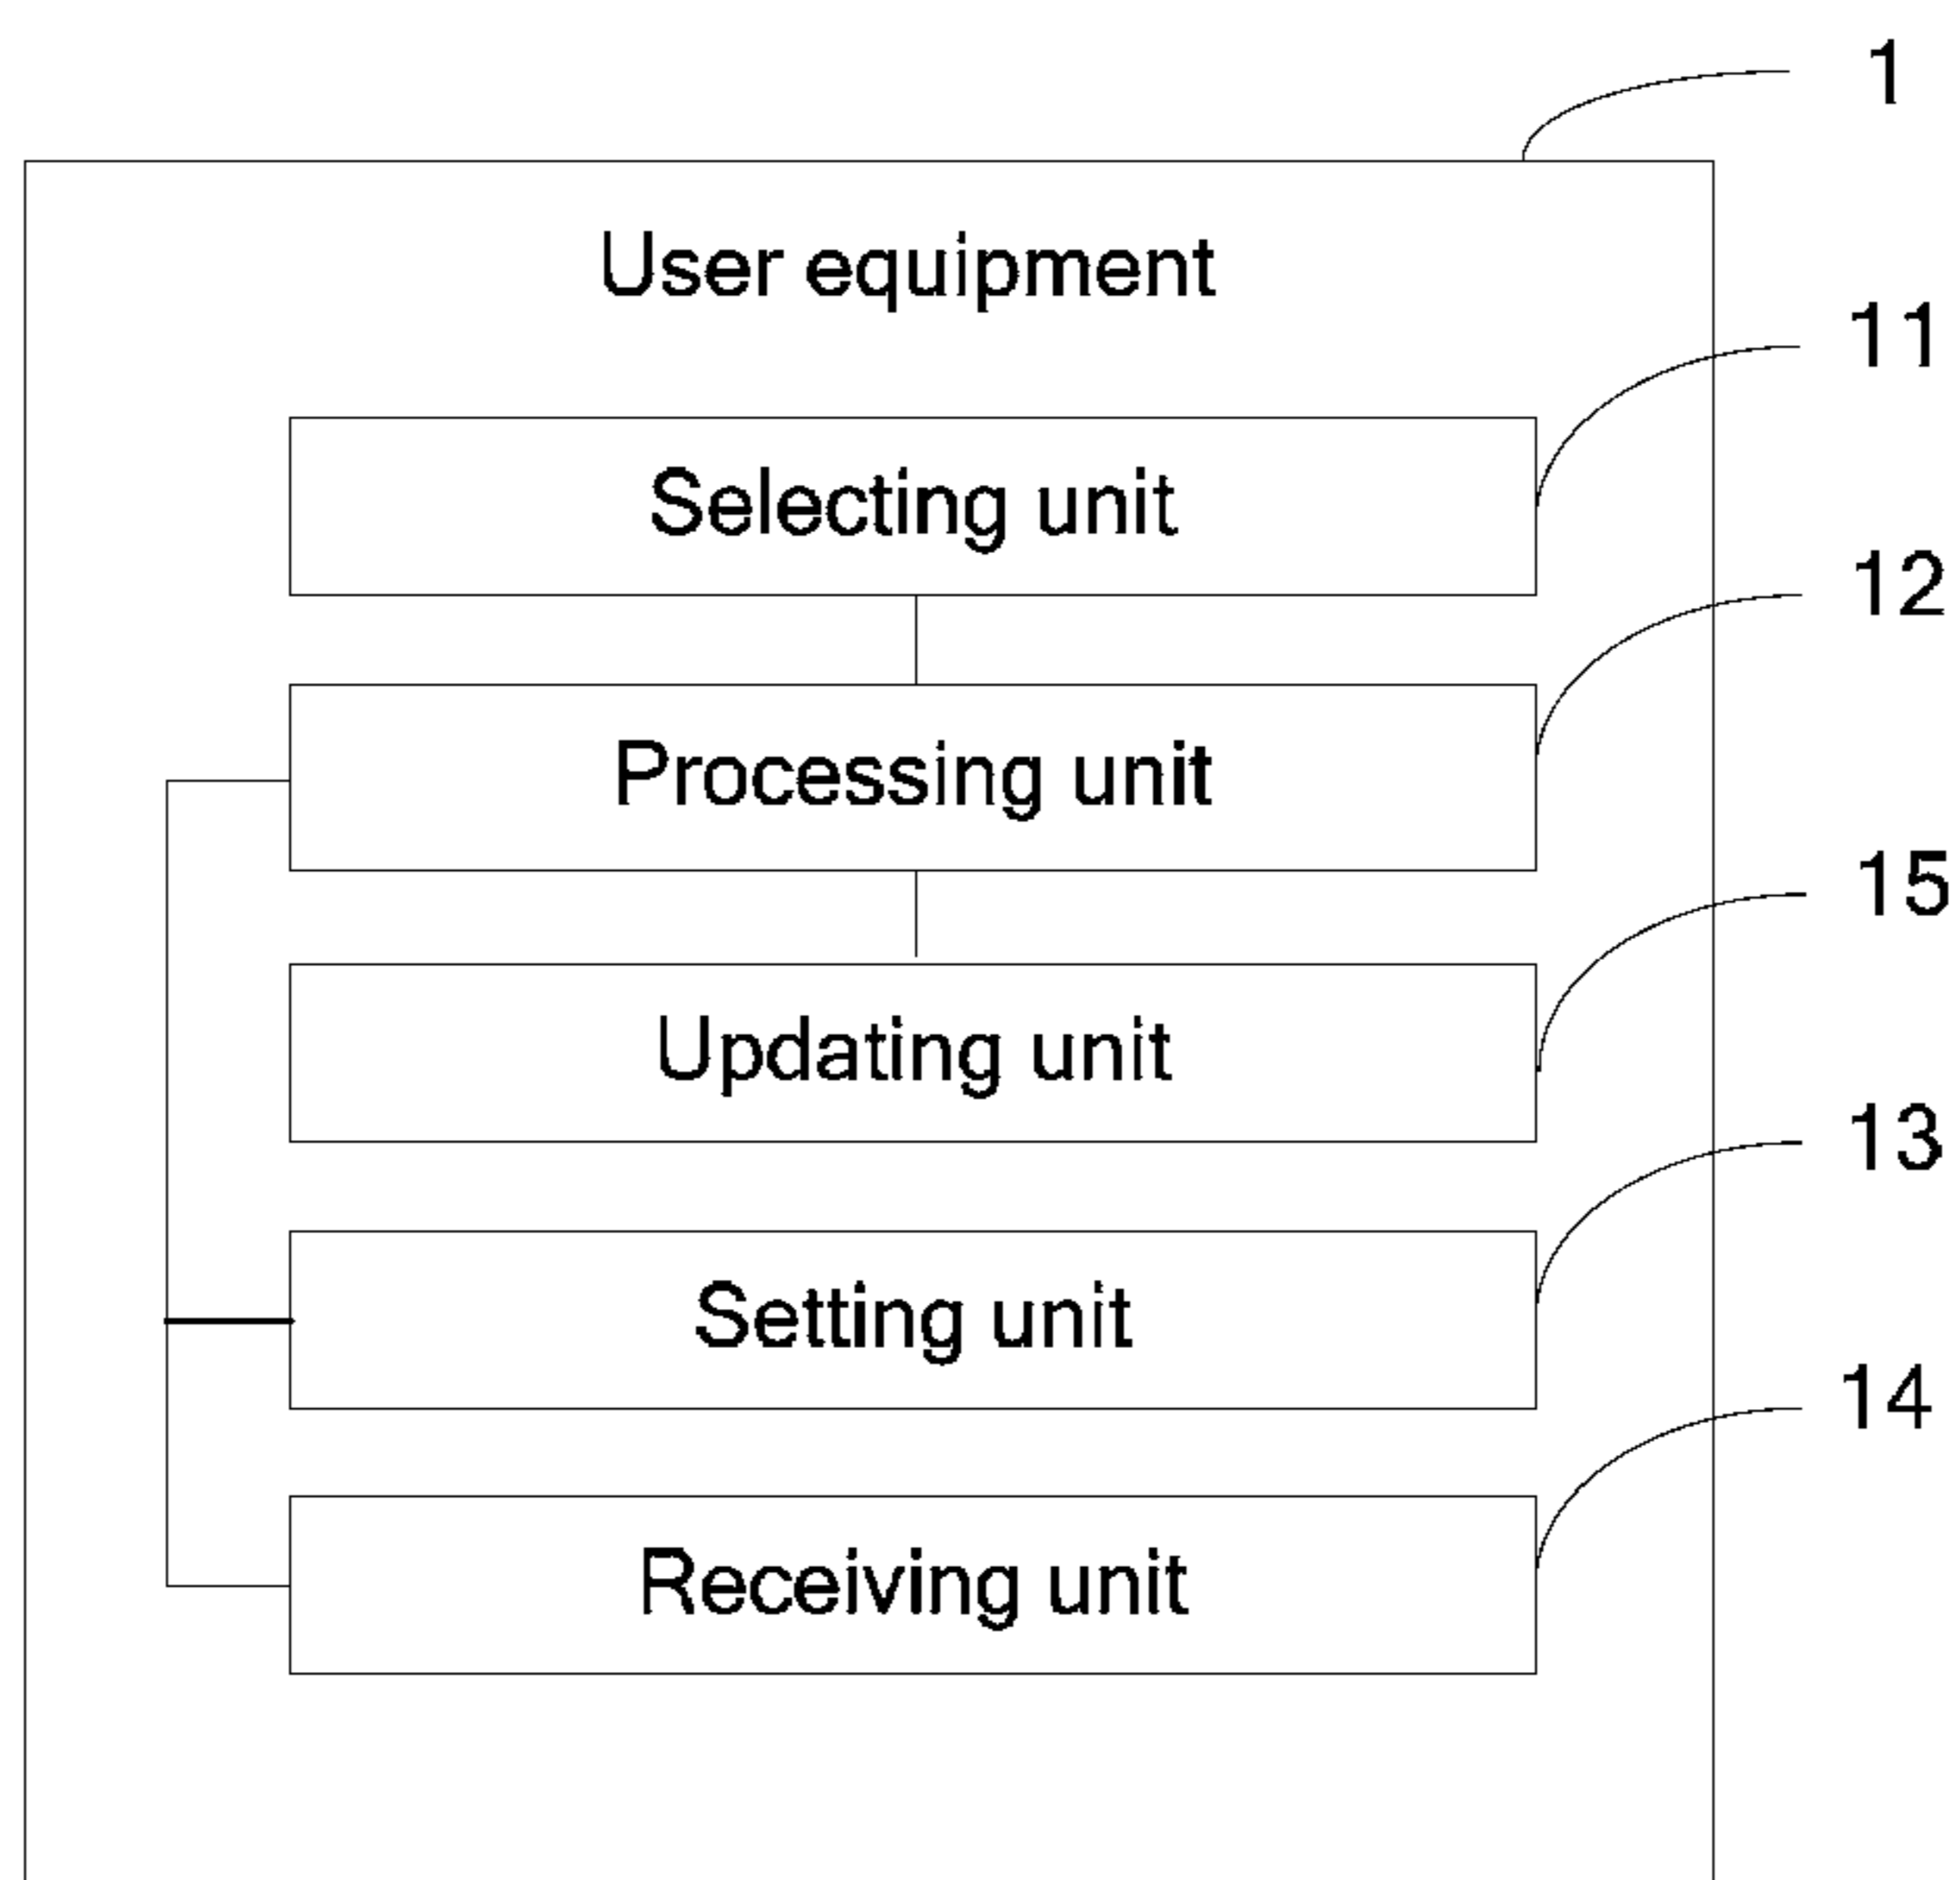 1
User equipment
11
Selecting unit
12
Processing unit
15
Updating unit
13
Setting unit
14
Receiving unit